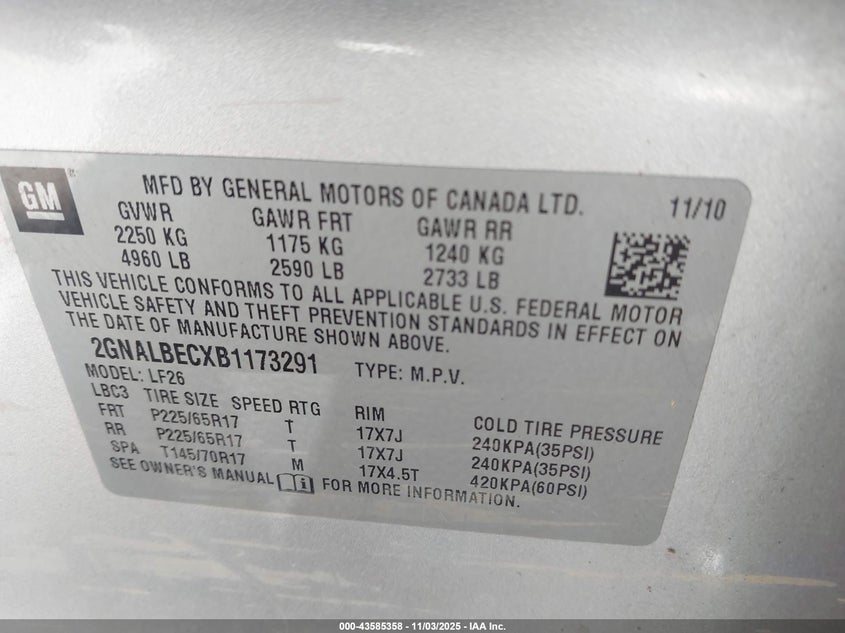 GM
MFD BY GENERAL MOTORS OF CANADA LTD. 11/10
GVWR GAWR FRT GAWR RR
2250 KG 1175 KG 1240 KG
4960 LB 2590 LB 2733 LB
THIS VEHICLE CONFORMS TO ALL APPLICABLE U.S. FEDERAL MOTOR
VEHICLE SAFETY AND THEFT PREVENTION STANDARDS IN EFFECT ON
THE DATE OF MANUFACTURE SHOWN ABOVE.
2GNALBECXB1173291 TYPE: M.P.V.
MODEL: LF26
LBC3 TIRE SIZE SPEED RTG RIM COLD TIRE PRESSURE
FRT P225/65R17 T 17X7J 240KPA(35PSI)
RR P225/65R17 T 17X7J 240KPA(35PSI)
SPA T145/70R17 M 17X4.5T 420KPA(60PSI)
SEE OWNER'S MANUAL i FOR MORE INFORMATION.
000-43585358 - 11/03/2025 - IAA Inc.